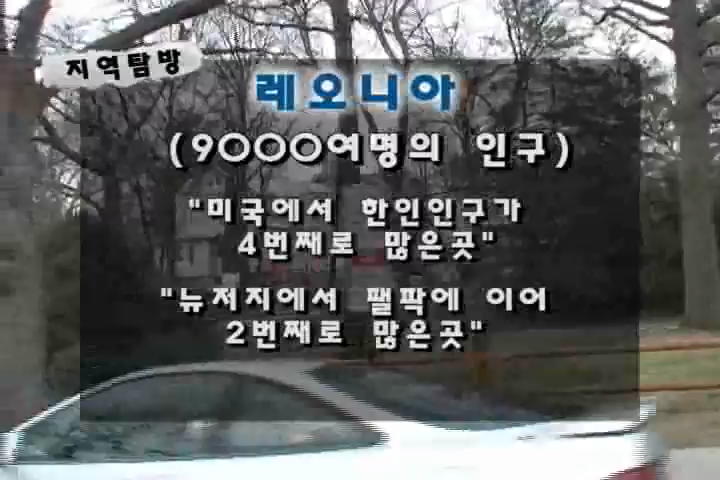 지역탐방
레오니아
(9000여명의 인구)
"미국에서 한인인구가
4번째로 많은곳"
"뉴저지에서 팰팍에 이어
2번째로 많은곳"